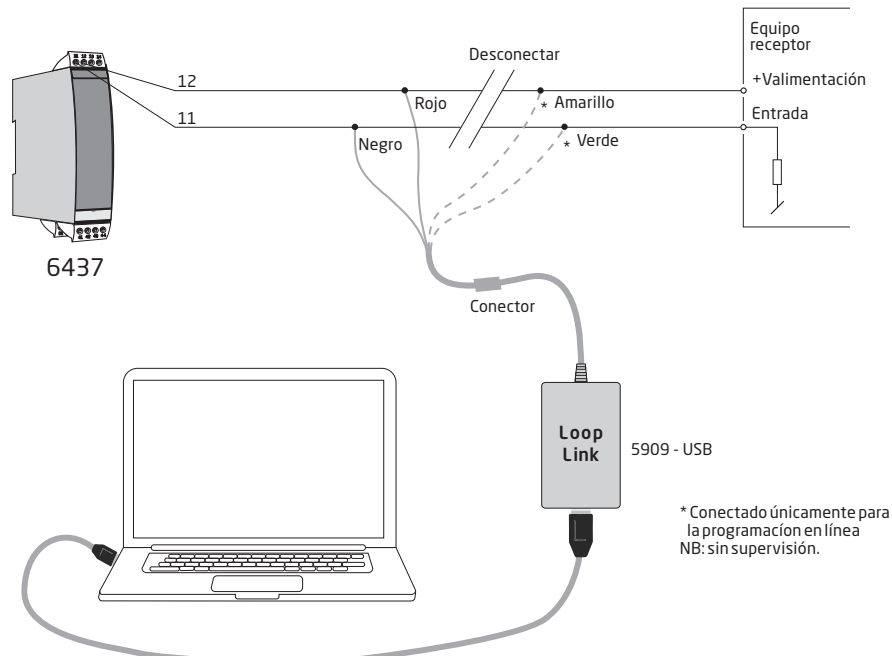 Equipo
receptor
Desconectar
+Valimentación
12
Rojo
* Amarillo
Entrada
11
Negro
* Verde
6437
Conector
Loop
Link
5909 - USB
* Conectado únicamente para
la programacíon en línea
NB: sin supervisión.